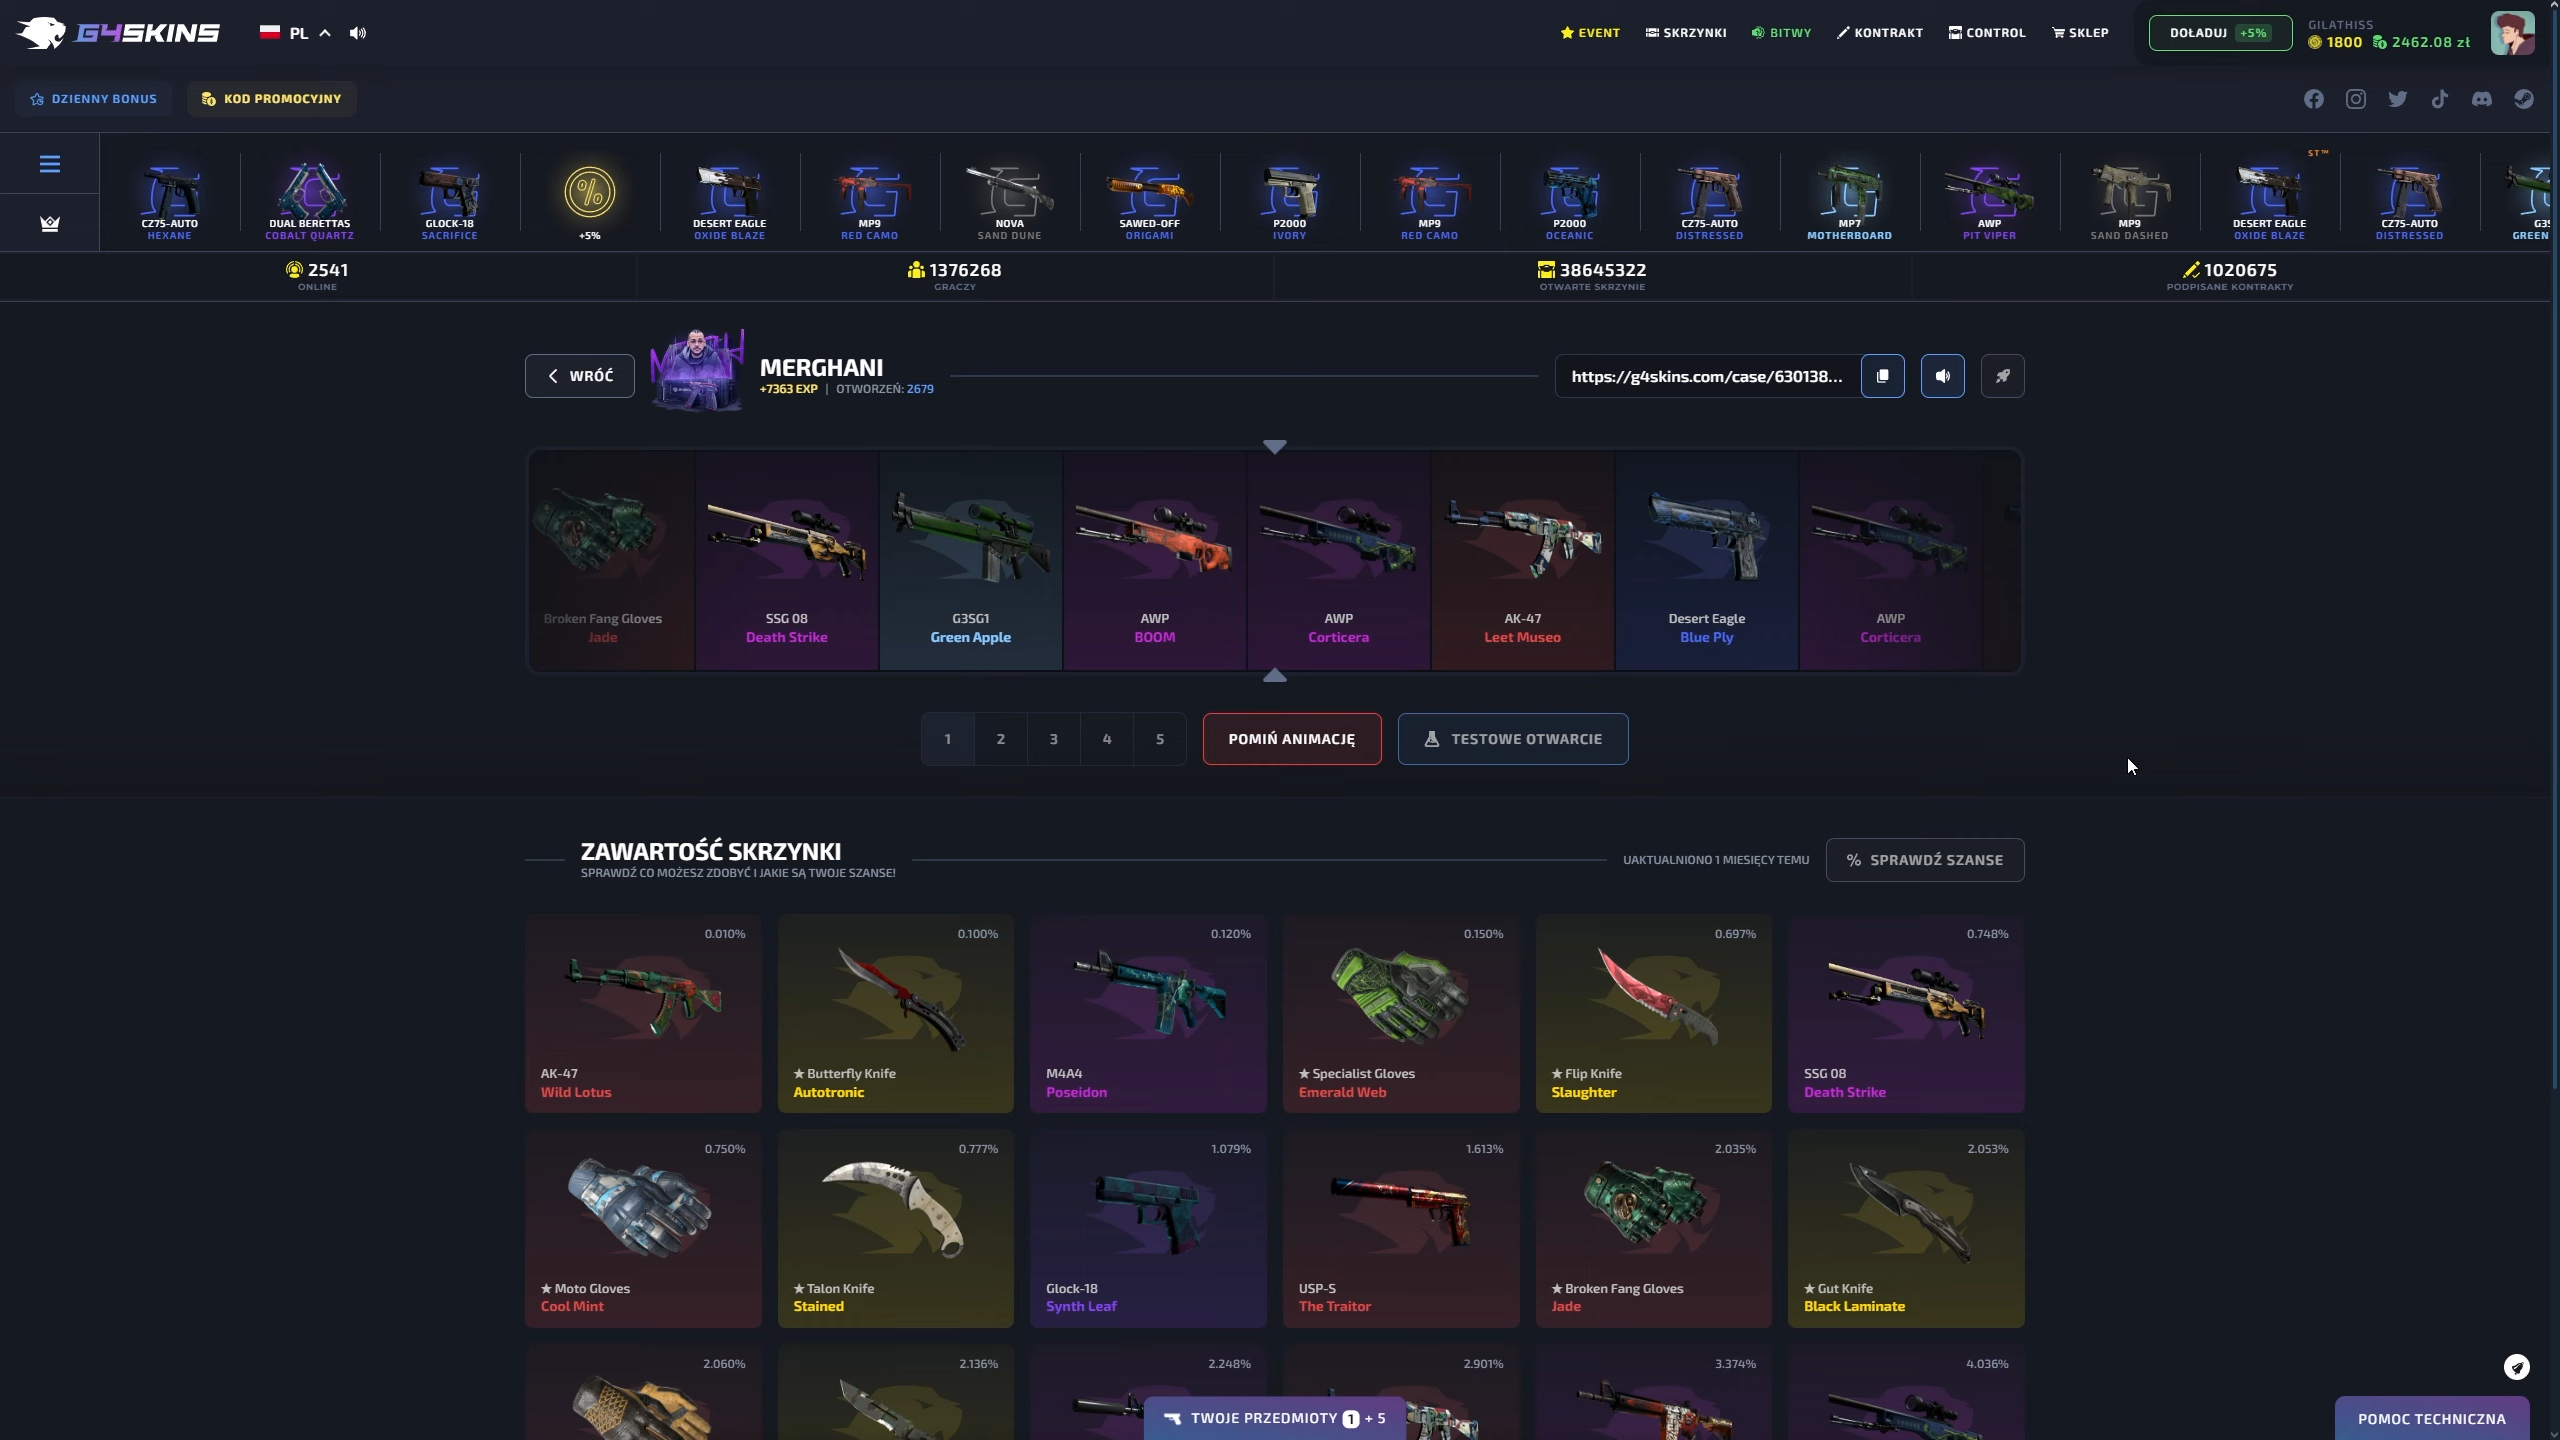 G4SKINS
PL
EVENT
SKRZYNKI
BITWY
KONTRAKT
CONTROL
SKLEP
DOŁADUJ +5%
GILATHISS
1800 2462.08 zł
DZIENNY BONUS
KOD PROMOCYJNY
CZ75-AUTO
HEXANE
DUAL BERETTAS
COBALT QUARTZ
GLOCK-18
SACRIFICE
+5%
DESERT EAGLE
OXIDE BLAZE
MP9
RED CAMO
NOVA
SAND DUNE
SAWED-OFF
ORIGAMI
P2000
IVORY
MP9
RED CAMO
P2000
OCEANIC
CZ75-AUTO
DISTRESSED
MP7
MOTHERBOARD
AWP
PIT VIPER
MP9
SAND DASHED
ST™
DESERT EAGLE
OXIDE BLAZE
CZ75-AUTO
DISTRESSED
G3S
GREEN
2541
ONLINE
1376268
GRACZY
38645322
OTWARTE SKRZYNIE
1020675
PODPISANE KONTRAKTY
WRÓĆ
MERGHANI
+7363 EXP | OTWORZEŃ: 2679
https://g4skins.com/case/630138...
Broken Fang Gloves
Jade
SSG 08
Death Strike
G3SG1
Green Apple
AWP
BOOM
AWP
Corticera
AK-47
Leet Museo
Desert Eagle
Blue Ply
AWP
Corticera
1
2
3
4
5
POMIŃ ANIMACJĘ
TESTOWE OTWARCIE
ZAWARTOŚĆ SKRZYNKI
SPRAWDŹ CO MOŻESZ ZDOBYĆ I JAKIE SĄ TWOJE SZANSE!
UAKTUALNIONO 1 MIESIĘCY TEMU
% SPRAWDŹ SZANSE
0.010%
AK-47
Wild Lotus
0.100%
★ Butterfly Knife
Autotronic
0.120%
M4A4
Poseidon
0.150%
★ Specialist Gloves
Emerald Web
0.697%
★ Flip Knife
Slaughter
0.748%
SSG 08
Death Strike
0.750%
★ Moto Gloves
Cool Mint
0.777%
★ Talon Knife
Stained
1.079%
Glock-18
Synth Leaf
1.613%
USP-S
The Traitor
2.035%
★ Broken Fang Gloves
Jade
2.053%
★ Gut Knife
Black Laminate
2.060%
2.136%
2.248%
2.901%
3.374%
4.036%
TWOJE PRZEDMIOTY 1 + 5
POMOC TECHNICZNA